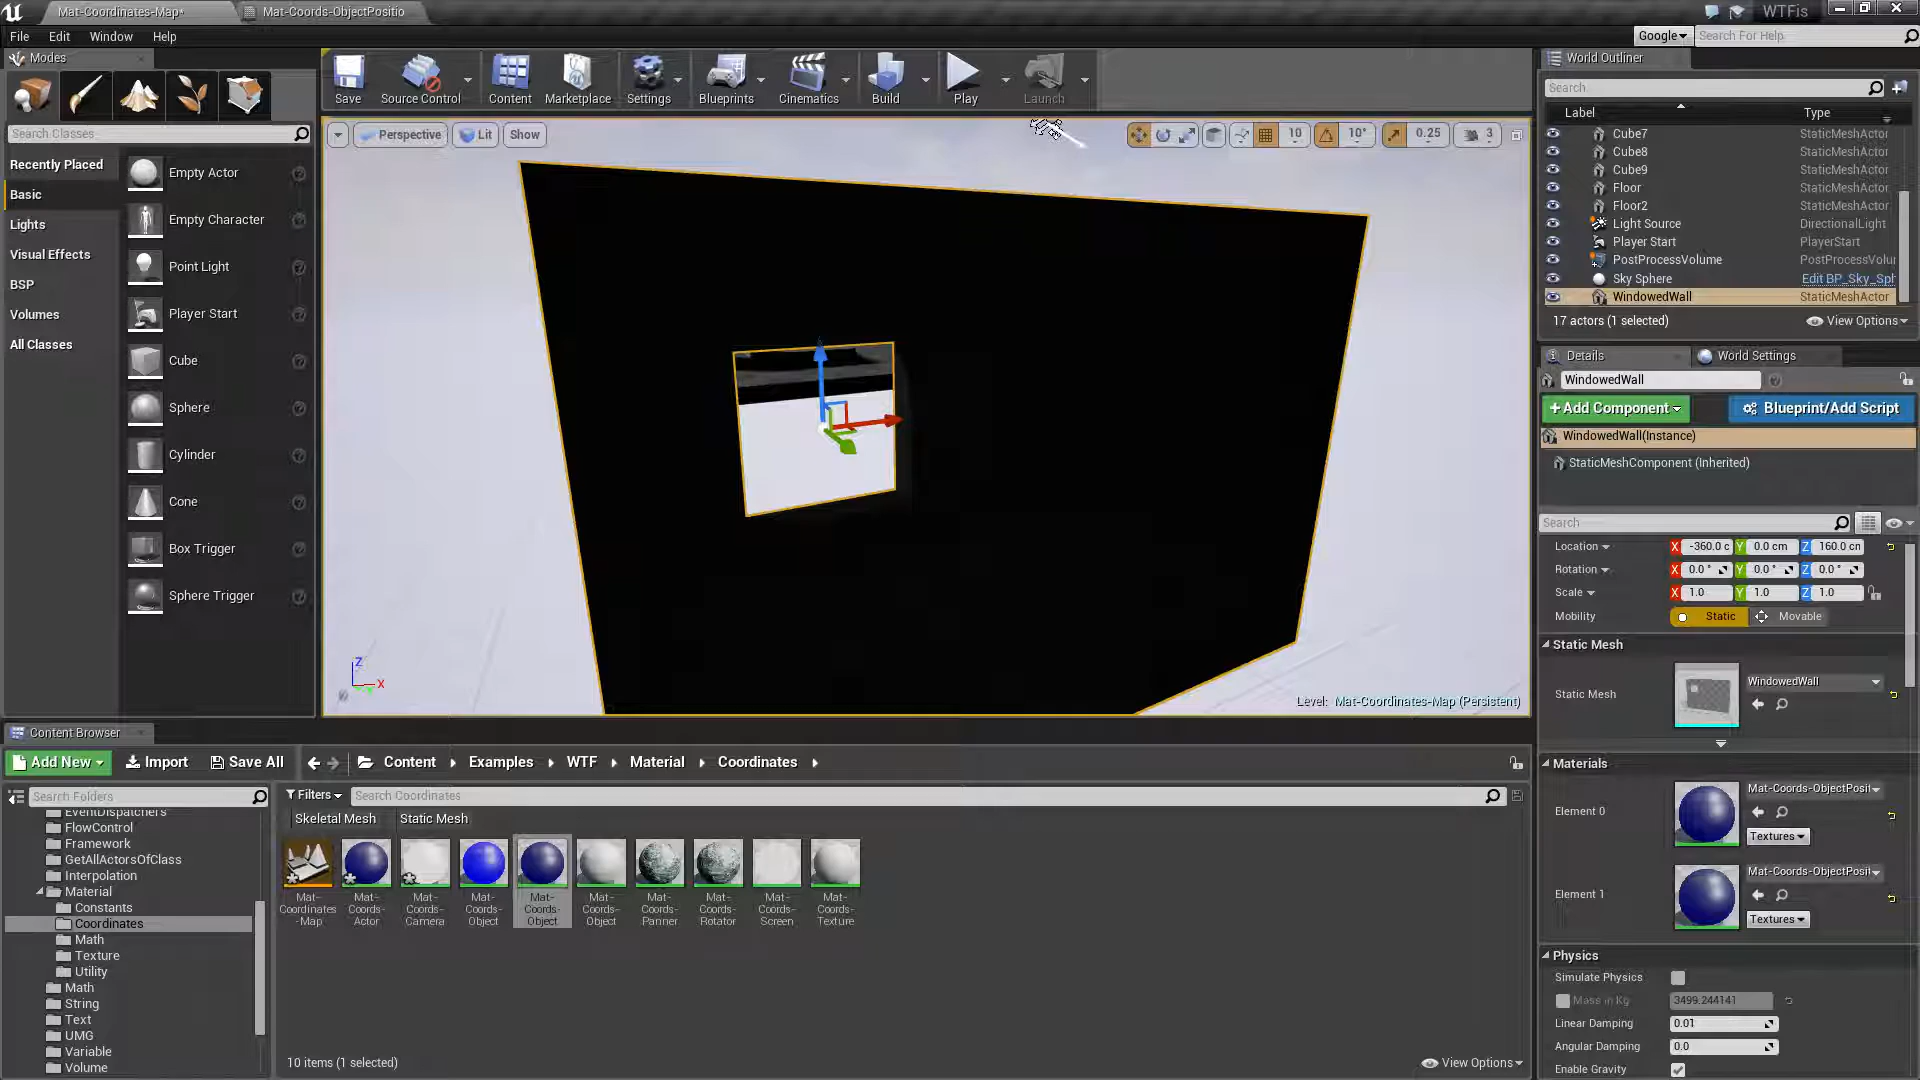 Mat-Coordinates-Map*
Mat-Coords-ObjectPositio
WTFis
File
Edit
Window
Help
Google
Search For Help
Modes
Save
Source Control
Content
Marketplace
Settings
Blueprints
Cinematics
Build
Play
Launch
Search Classes
Recently Placed
Basic
Lights
Visual Effects
BSP
Volumes
All Classes
Empty Actor
Empty Character
Point Light
Player Start
Cube
Sphere
Cylinder
Cone
Box Trigger
Sphere Trigger
Perspective
Lit
Show
10
10°
0.25
3
Z
X
Level: Mat-Coordinates-Map (Persistent)
World Outliner
Search
Label
Type
Cube7 StaticMeshActor
Cube8 StaticMeshActor
Cube9 StaticMeshActor
Floor StaticMeshActor
Floor2 StaticMeshActor
Light Source DirectionalLight
Player Start PlayerStart
PostProcessVolume PostProcessVolu
Sky Sphere Edit BP_Sky_Sph
WindowedWall StaticMeshActor
17 actors (1 selected)
View Options
Details
World Settings
WindowedWall
+Add Component
Blueprint/Add Script
WindowedWall(Instance)
StaticMeshComponent (Inherited)
Search
Location X -360.0 c Y 0.0 cm Z 160.0 cm
Rotation X 0.0 ° Y 0.0 ° Z 0.0 °
Scale X 1.0 Y 1.0 Z 1.0
Mobility Static Movable
Static Mesh
Static Mesh
WindowedWall
Materials
Element 0
Mat-Coords-ObjectPosit
Textures
Element 1
Mat-Coords-ObjectPosit
Textures
Physics
Simulate Physics
Mass in Kg 3499.244141
Linear Damping 0.01
Angular Damping 0.0
Enable Gravity
Content Browser
Add New
Import
Save All
Content
Examples
WTF
Material
Coordinates
Search Folders
Filters
Search Coordinates
Skeletal Mesh
Static Mesh
EventDispatchers
FlowControl
Framework
GetAllActorsOfClass
Interpolation
Material
Constants
Coordinates
Math
Texture
Utility
Math
String
Text
UMG
Variable
Volume
Mat-
Coordinates
-Map
Mat-
Coords-
Actor
Mat-
Coords-
Camera
Mat-
Coords-
Object
Mat-
Coords-
Object
Mat-
Coords-
Object
Mat-
Coords-
Panner
Mat-
Coords-
Rotator
Mat-
Coords-
Screen
Mat-
Coords-
Texture
10 items (1 selected)
View Options